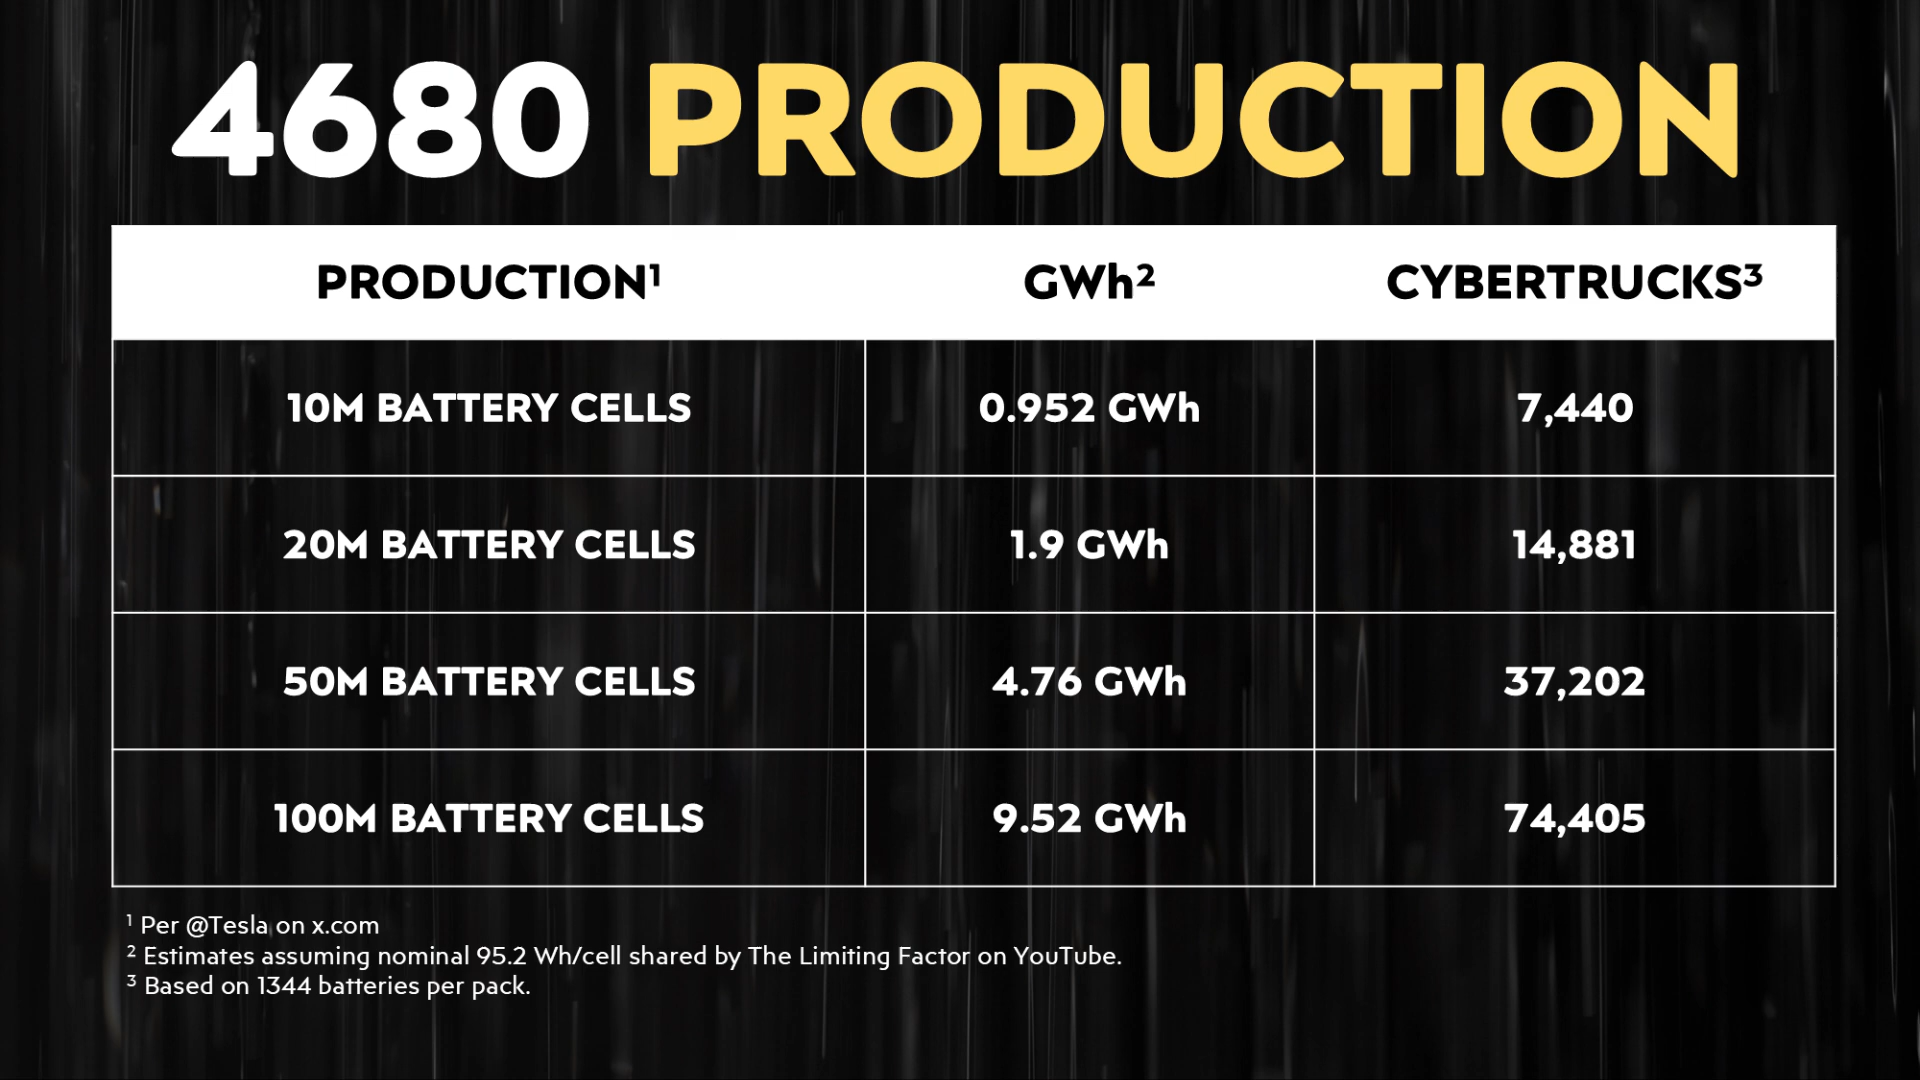 4680 PRODUCTION
PRODUCTION¹ GWh² CYBERTRUCKS³
10M BATTERY CELLS 0.952 GWh 7,440
20M BATTERY CELLS 1.9 GWh 14,881
50M BATTERY CELLS 4.76 GWh 37,202
100M BATTERY CELLS 9.52 GWh 74,405
¹ Per @Tesla on x.com
² Estimates assuming nominal 95.2 Wh/cell shared by The Limiting Factor on YouTube.
³ Based on 1344 batteries per pack.